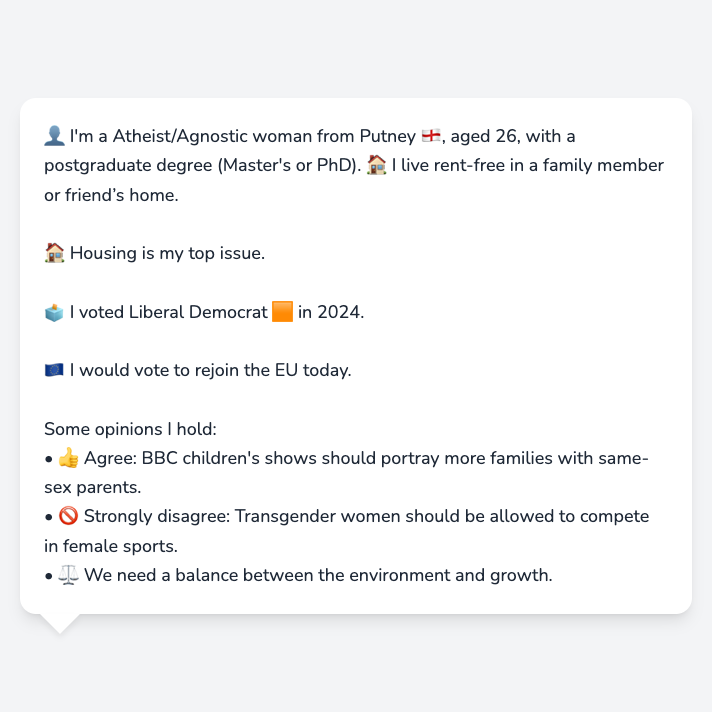 👤 I'm a Atheist/Agnostic woman from Putney 🏴󠁧󠁢󠁥󠁮󠁧󠁿, aged 26, with a
postgraduate degree (Master's or PhD). 🏠 I live rent-free in a family member
or friend’s home.
🏠 Housing is my top issue.
🗳️ I voted Liberal Democrat 🟧 in 2024.
🇪🇺 I would vote to rejoin the EU today.
Some opinions I hold:
• 👍 Agree: BBC children's shows should portray more families with same-
sex parents.
• 🚫 Strongly disagree: Transgender women should be allowed to compete
in female sports.
• ⚖️ We need a balance between the environment and growth.